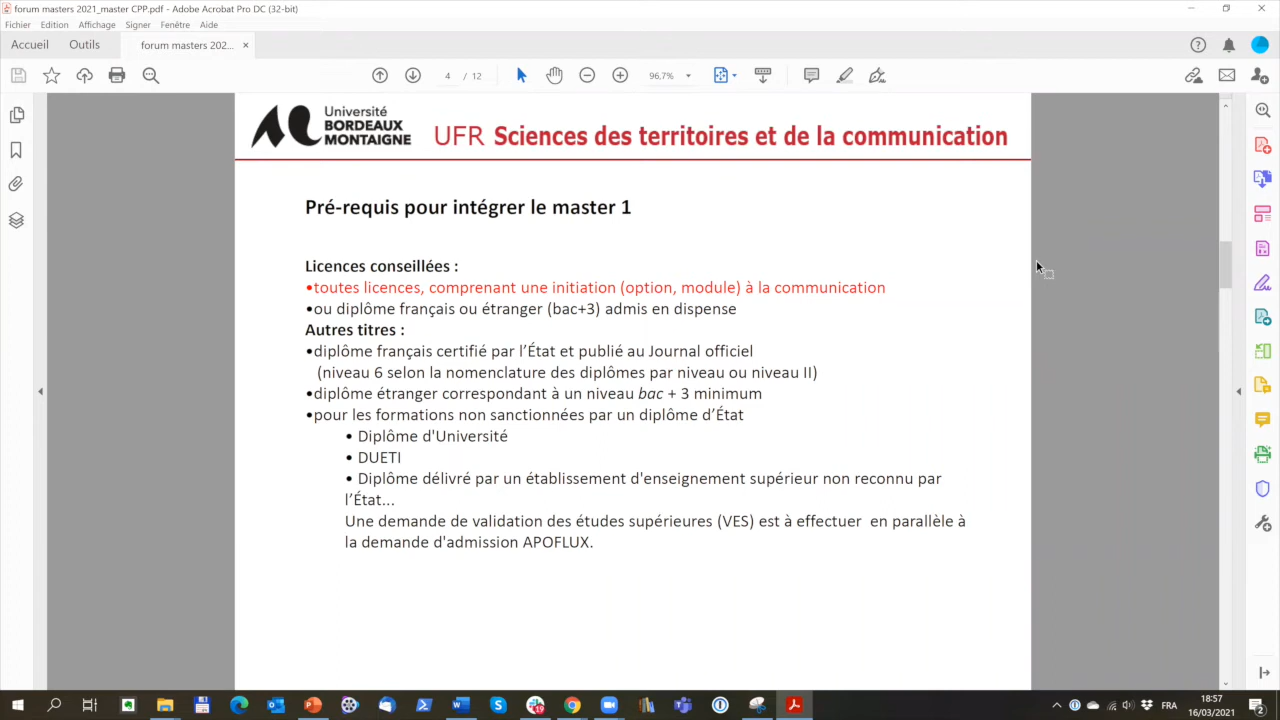 forum masters 2021_master CPP.pdf - Adobe Acrobat Pro DC (32-bit)
Fichier Edition Affichage Signer Fenêtre Aide
Accueil Outils forum masters 202... ×
4 / 12 96,7%
Université
BORDEAUX
MONTAIGNE
UFR Sciences des territoires et de la communication
Pré-requis pour intégrer le master 1
Licences conseillées :
•toutes licences, comprenant une initiation (option, module) à la communication
•ou diplôme français ou étranger (bac+3) admis en dispense
Autres titres :
•diplôme français certifié par l’État et publié au Journal officiel
(niveau 6 selon la nomenclature des diplômes par niveau ou niveau II)
•diplôme étranger correspondant à un niveau bac + 3 minimum
•pour les formations non sanctionnées par un diplôme d’État
• Diplôme d'Université
• DUETI
• Diplôme délivré par un établissement d'enseignement supérieur non reconnu par
l’État...
Une demande de validation des études supérieures (VES) est à effectuer en parallèle à
la demande d'admission APOFLUX.
FRA
18:57
16/03/2021